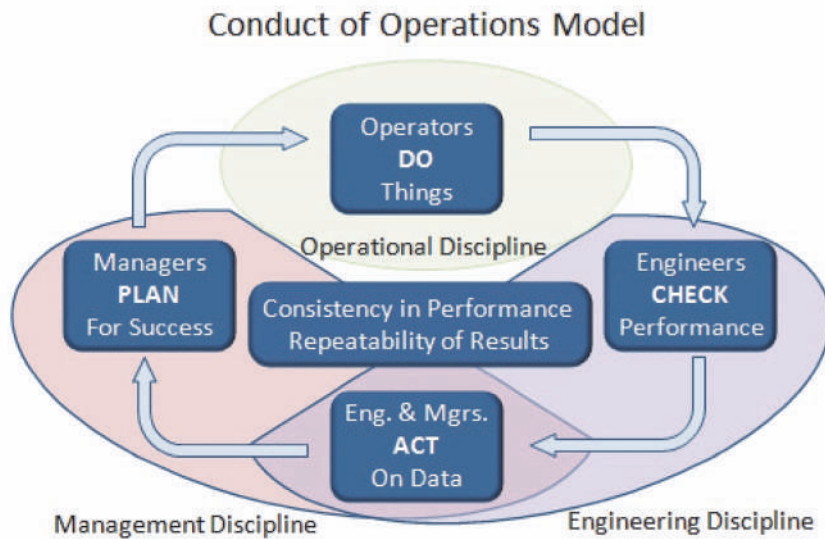 Conduct of Operations Model
Operators
DO
Things
Operational Discipline
Managers
PLAN
For Success
Engineers
CHECK
Performance
Consistency in Performance
Repeatability of Results
Eng. & Mgrs.
ACT
On Data
Management Discipline
Engineering Discipline